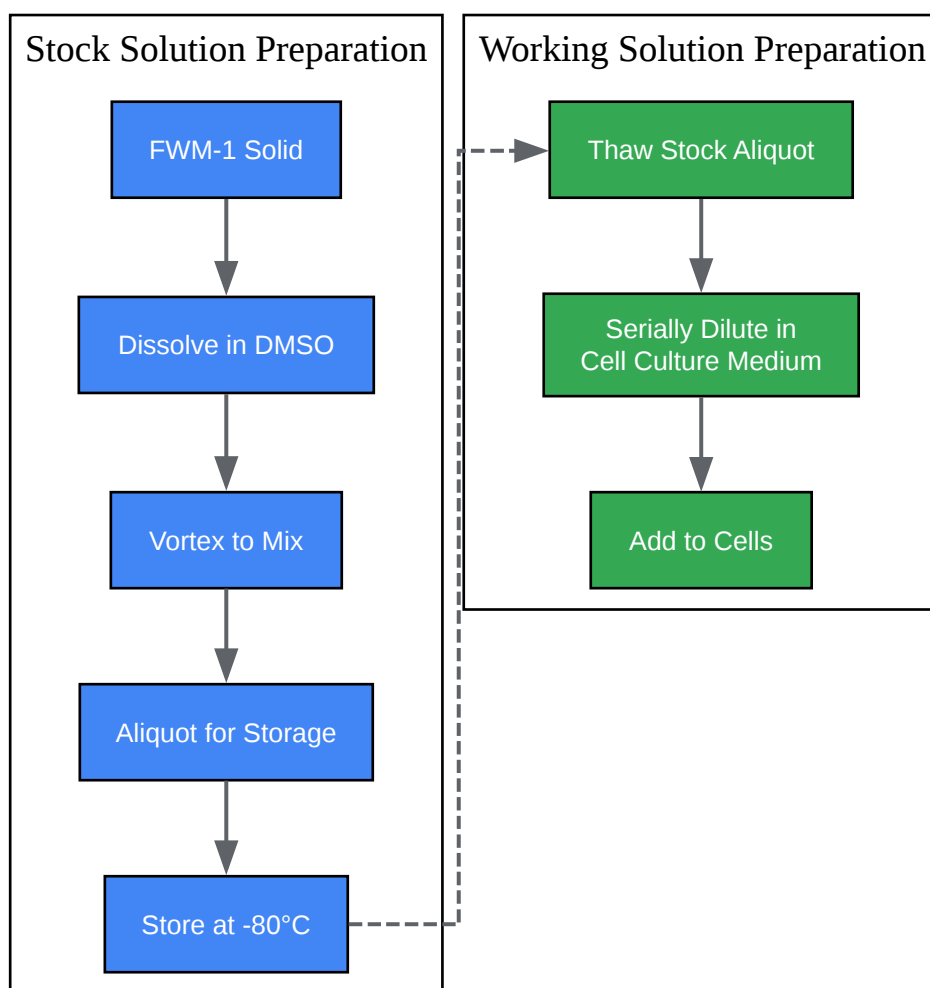 Stock Solution Preparation
FWM-1 Solid
Dissolve in DMSO
Vortex to Mix
Aliquot for Storage
Store at -80°C
Working Solution Preparation
Thaw Stock Aliquot
Serially Dilute in
Cell Culture Medium
Add to Cells